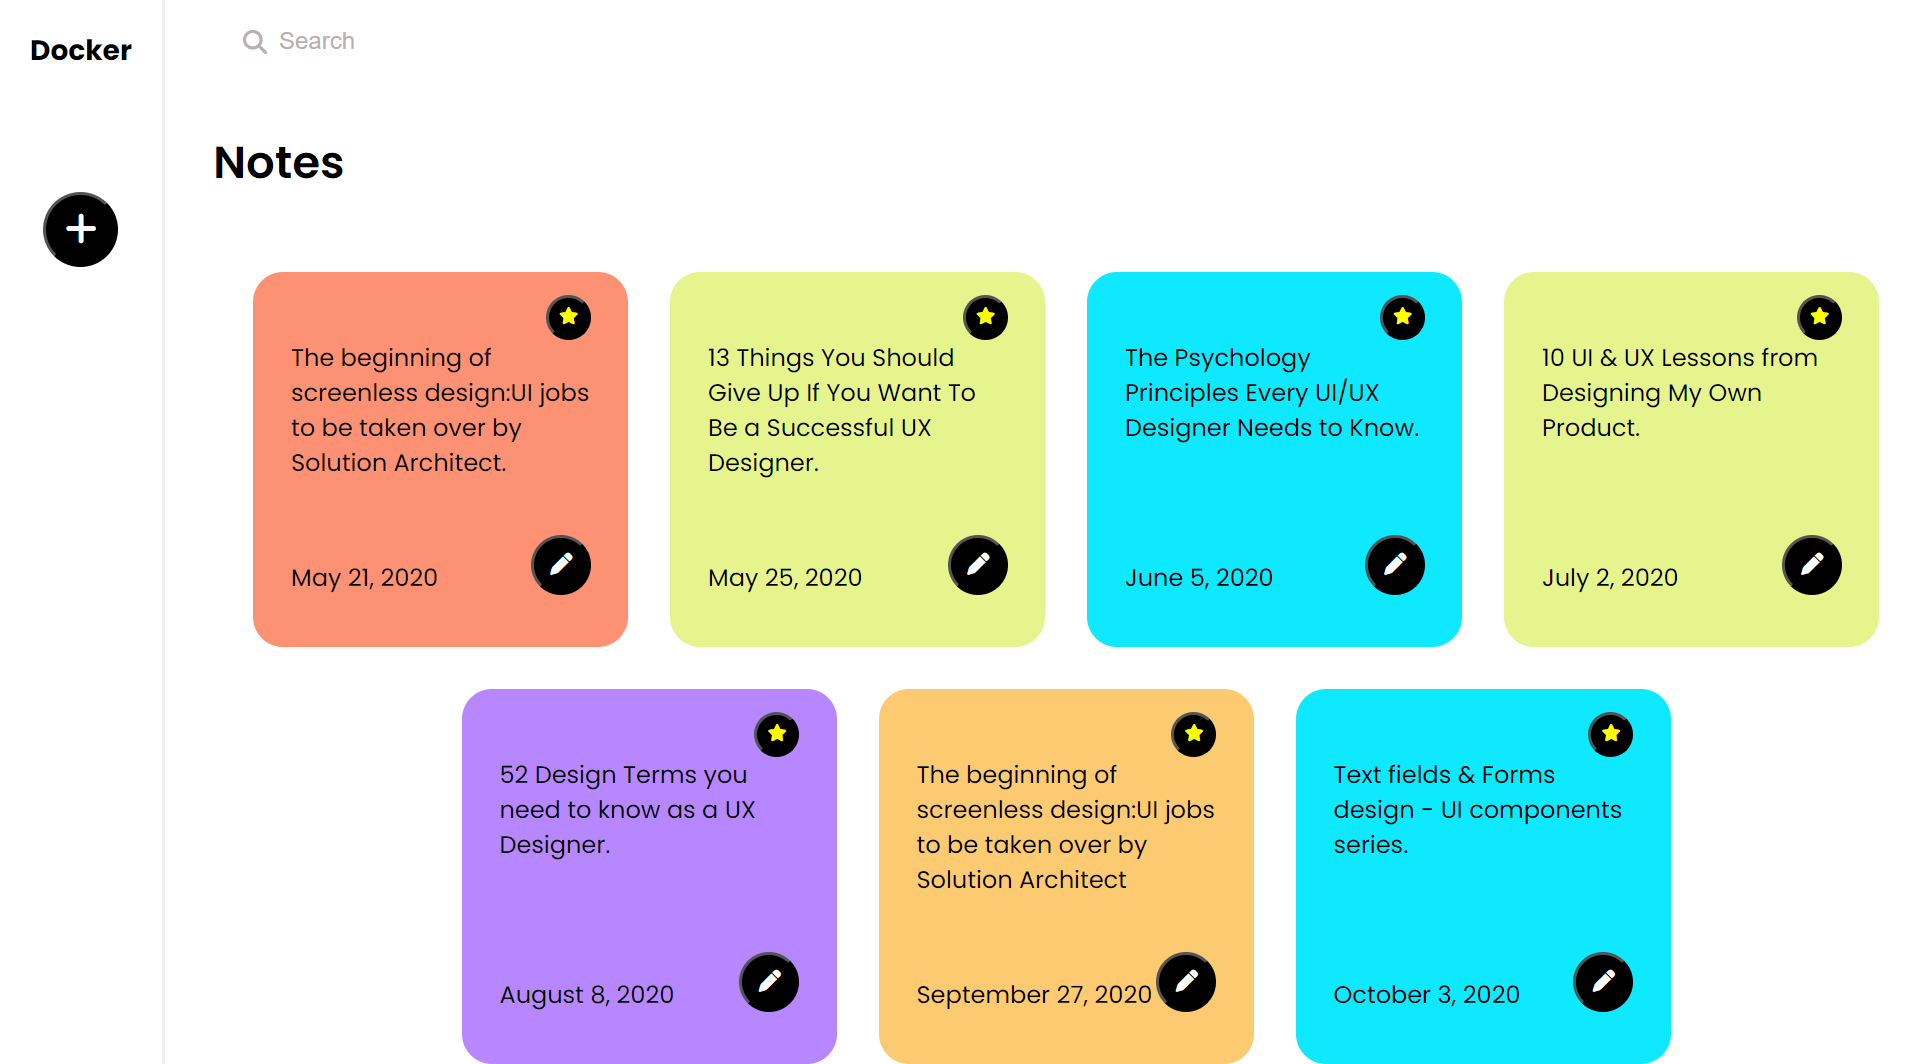 Docker
Search
Notes
The beginning of
screenless design:UI jobs
to be taken over by
Solution Architect.
May 21, 2020
13 Things You Should
Give Up If You Want To
Be a Successful UX
Designer.
May 25, 2020
The Psychology
Principles Every UI/UX
Designer Needs to Know.
June 5, 2020
10 UI & UX Lessons from
Designing My Own
Product.
July 2, 2020
52 Design Terms you
need to know as a UX
Designer.
August 8, 2020
The beginning of
screenless design:UI jobs
to be taken over by
Solution Architect
September 27, 2020
Text fields & Forms
design - UI components
series.
October 3, 2020